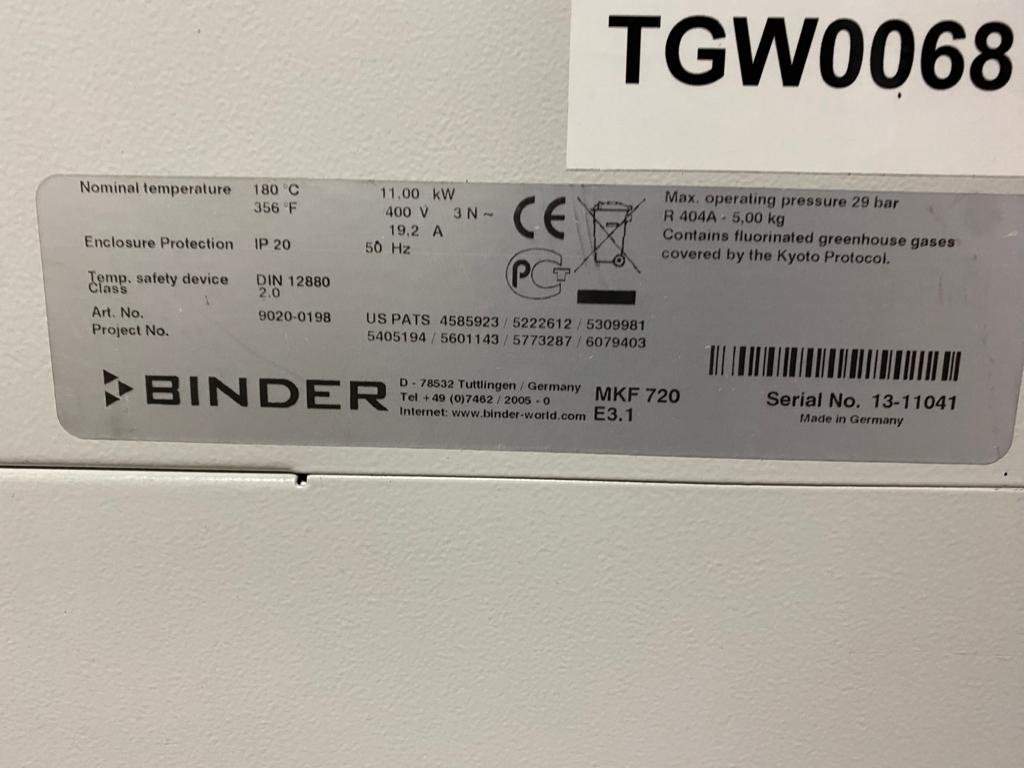 TGW0068
Nominal temperature 180 °C 11,00 kW
356 °F 400 V 3 N ~
19,2 A
Enclosure Protection IP 20 50 Hz
Temp. safety device DIN 12880
Class 2.0
Art. No. 9020-0198
Project No.
US PATS 4585923 / 5222612 / 5309981
5405194 / 5601143 / 5773287 / 6079403
CE
PCT
Max. operating pressure 29 bar
R 404A - 5,00 kg
Contains fluorinated greenhouse gases
covered by the Kyoto Protocol.
BINDER
D - 78532 Tuttlingen / Germany
Tel + 49 (0)7462 / 2005 - 0
Internet: www.binder-world.com
MKF 720
E3.1
Serial No. 13-11041
Made in Germany